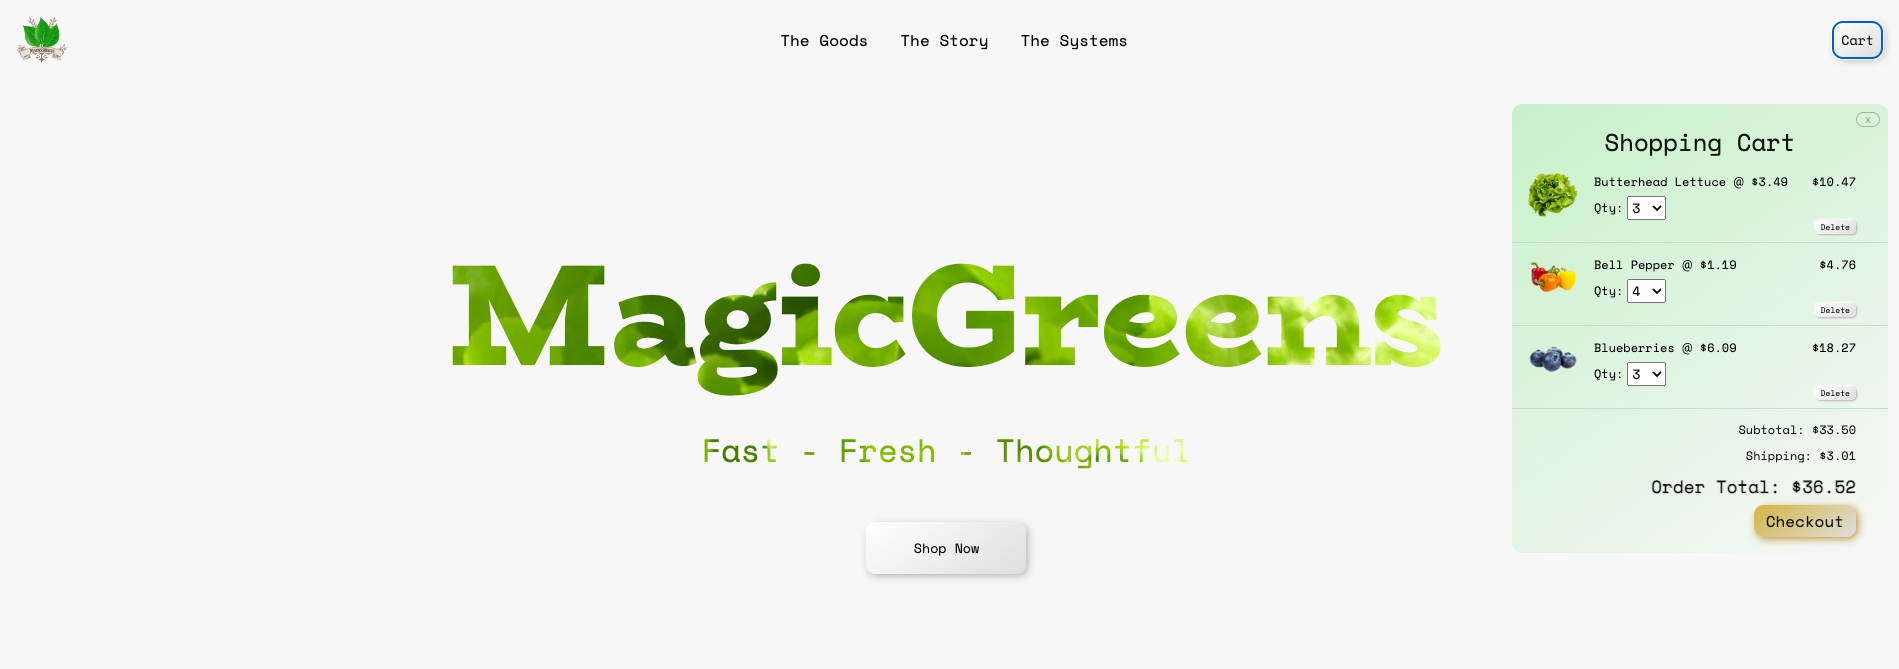 The Goods The Story The Systems
Cart
x
Shopping Cart
Butterhead Lettuce @ $3.49 $10.47
Qty: 3
Delete
Bell Pepper @ $1.19 $4.76
Qty: 4
Delete
Blueberries @ $6.09 $18.27
Qty: 3
Delete
Subtotal: $33.50
Shipping: $3.01
Order Total: $36.52
Checkout
MagicGreens
Fast - Fresh - Thoughtful
Shop Now